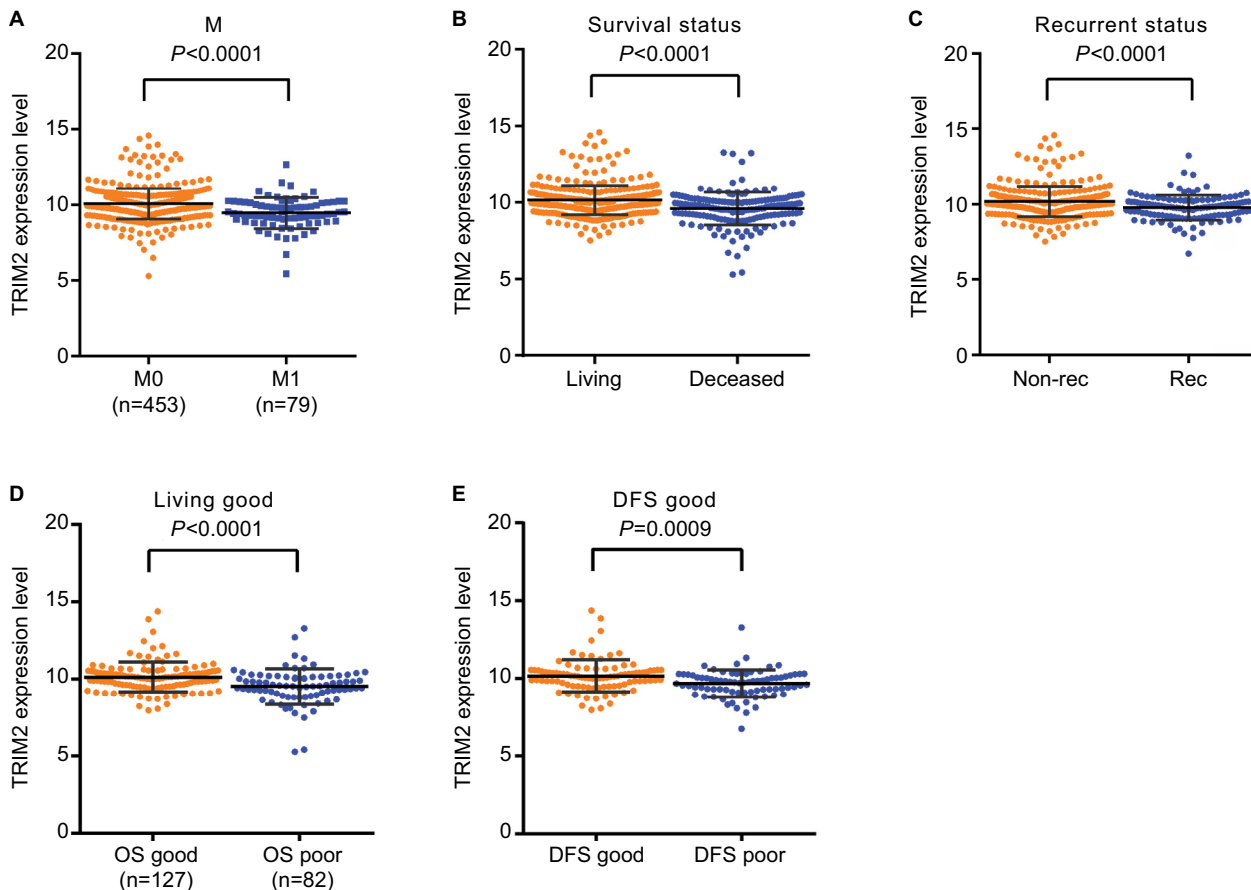 A
M
P<0.0001
TRIM2 expression level
20
15
10
5
0
M0
(n=453)
M1
(n=79)
B
Survival status
P<0.0001
TRIM2 expression level
20
15
10
5
0
Living
Deceased
C
Recurrent status
P<0.0001
TRIM2 expression level
20
15
10
5
0
Non-rec
Rec
D
Living good
P<0.0001
TRIM2 expression level
20
15
10
5
0
OS good
(n=127)
OS poor
(n=82)
E
DFS good
P=0.0009
TRIM2 expression level
20
15
10
5
0
DFS good
DFS poor